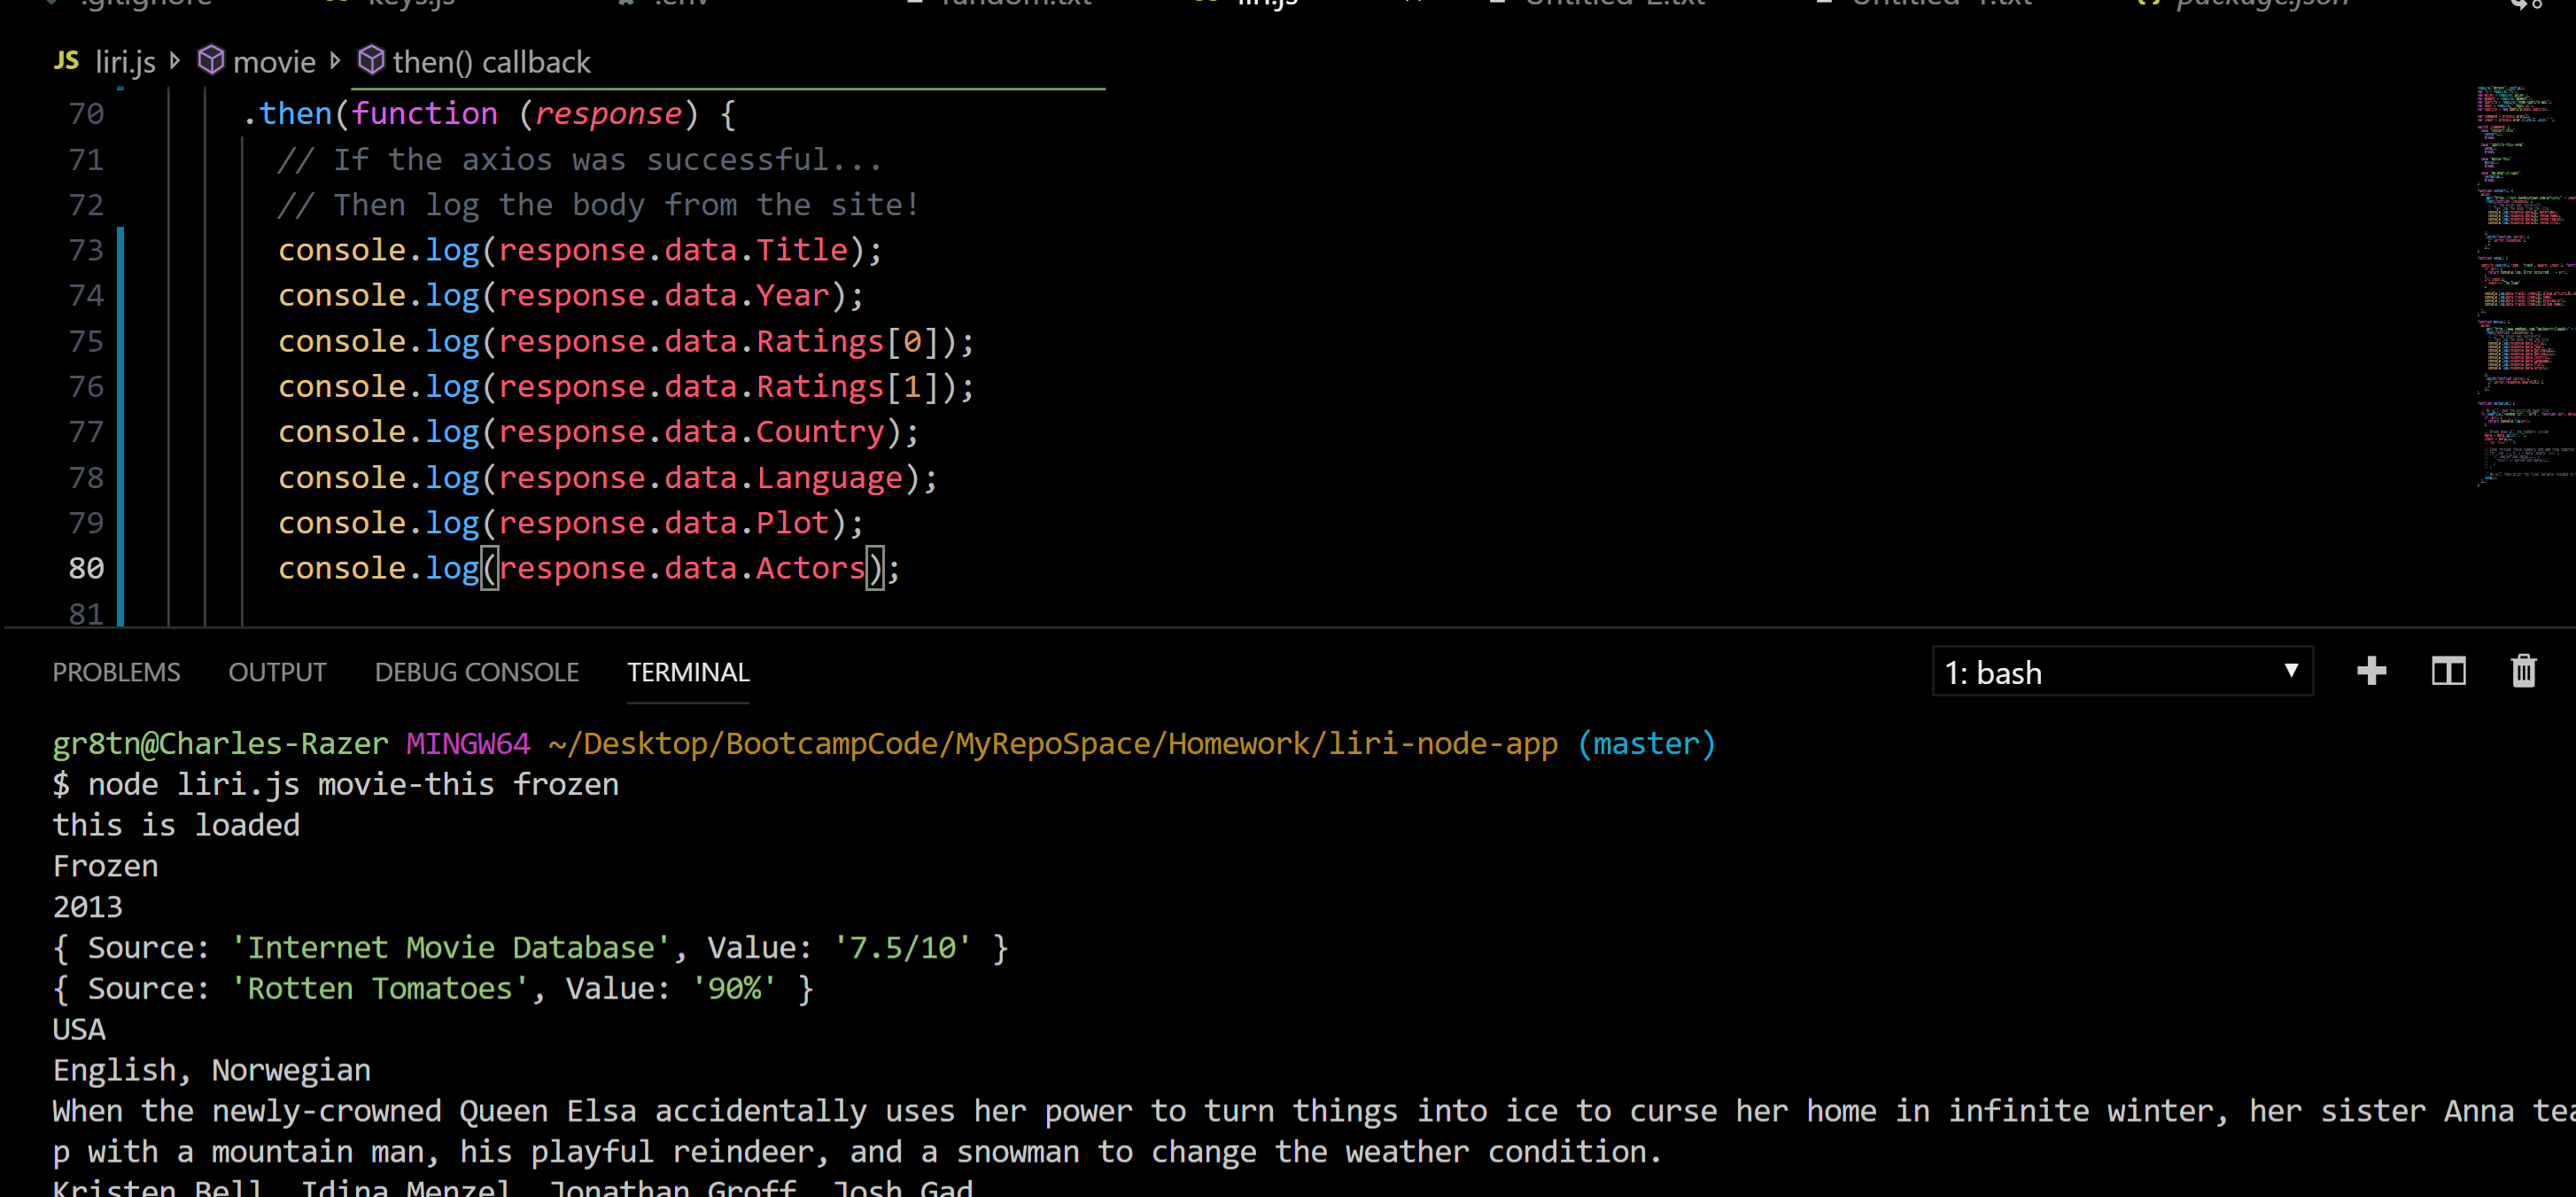 .gitignore keys.js .env random.txt liri.js Untitled-2.txt Untitled-1.txt package.json
JS liri.js movie then() callback
70 .then(function (response) {
71 // If the axios was successful...
72 // Then log the body from the site!
73 console.log(response.data.Title);
74 console.log(response.data.Year);
75 console.log(response.data.Ratings[0]);
76 console.log(response.data.Ratings[1]);
77 console.log(response.data.Country);
78 console.log(response.data.Language);
79 console.log(response.data.Plot);
80 console.log(response.data.Actors);
81
PROBLEMS OUTPUT DEBUG CONSOLE TERMINAL 1: bash
gr8tn@Charles-Razer MINGW64 ~/Desktop/BootcampCode/MyRepoSpace/Homework/liri-node-app (master)
$ node liri.js movie-this frozen
this is loaded
Frozen
2013
{ Source: 'Internet Movie Database', Value: '7.5/10' }
{ Source: 'Rotten Tomatoes', Value: '90%' }
USA
English, Norwegian
When the newly-crowned Queen Elsa accidentally uses her power to turn things into ice to curse her home in infinite winter, her sister Anna tea
p with a mountain man, his playful reindeer, and a snowman to change the weather condition.
Kristen Bell, Idina Menzel, Jonathan Groff, Josh Gad